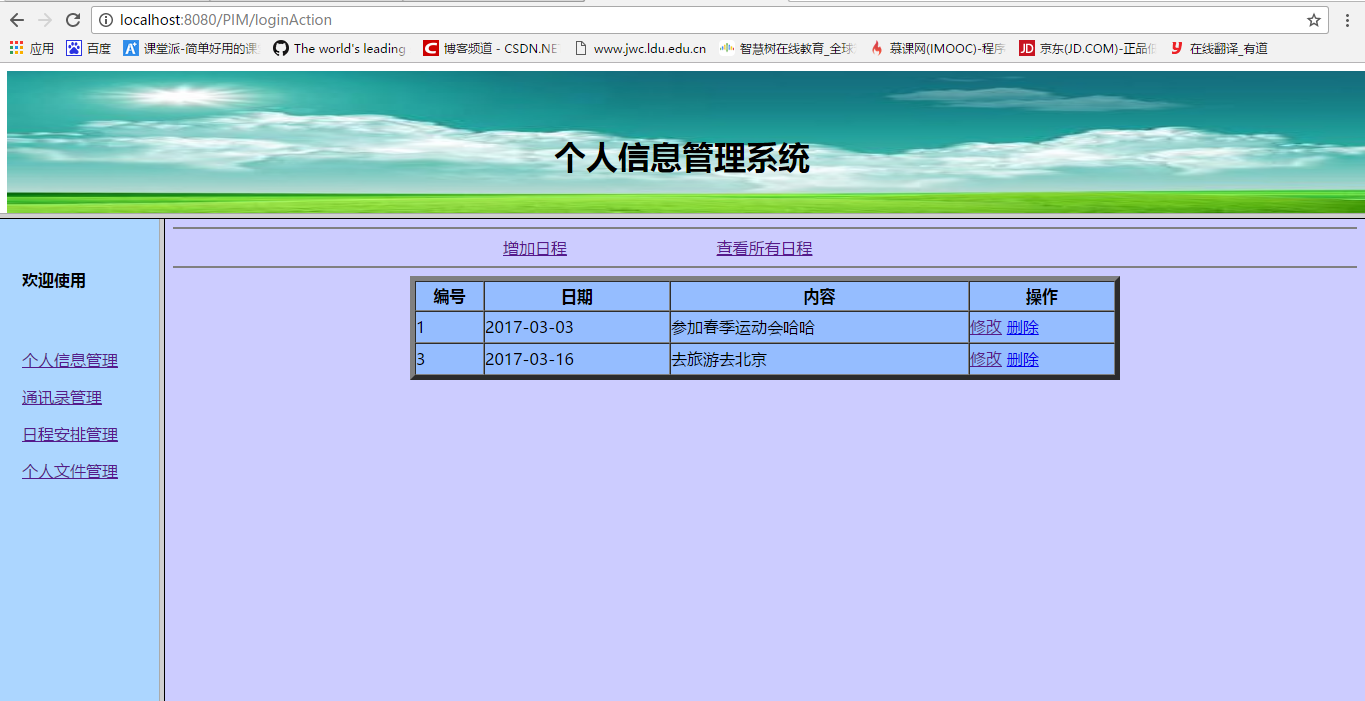 localhost:8080/PIM/loginAction
应用 百度 课堂派-简单好用的课 The world's leading 博客频道 - CSDN.NE www.jwc.ldu.edu.cn 智慧树在线教育_全球 慕课网(IMOOC)-程序 京东(JD.COM)-正品 在线翻译_有道
个人信息管理系统
欢迎使用
个人信息管理
通讯录管理
日程安排管理
个人文件管理
增加日程 查看所有日程
编号 日期 内容 操作
1 2017-03-03 参加春季运动会哈哈 修改 删除
3 2017-03-16 去旅游去北京 修改 删除